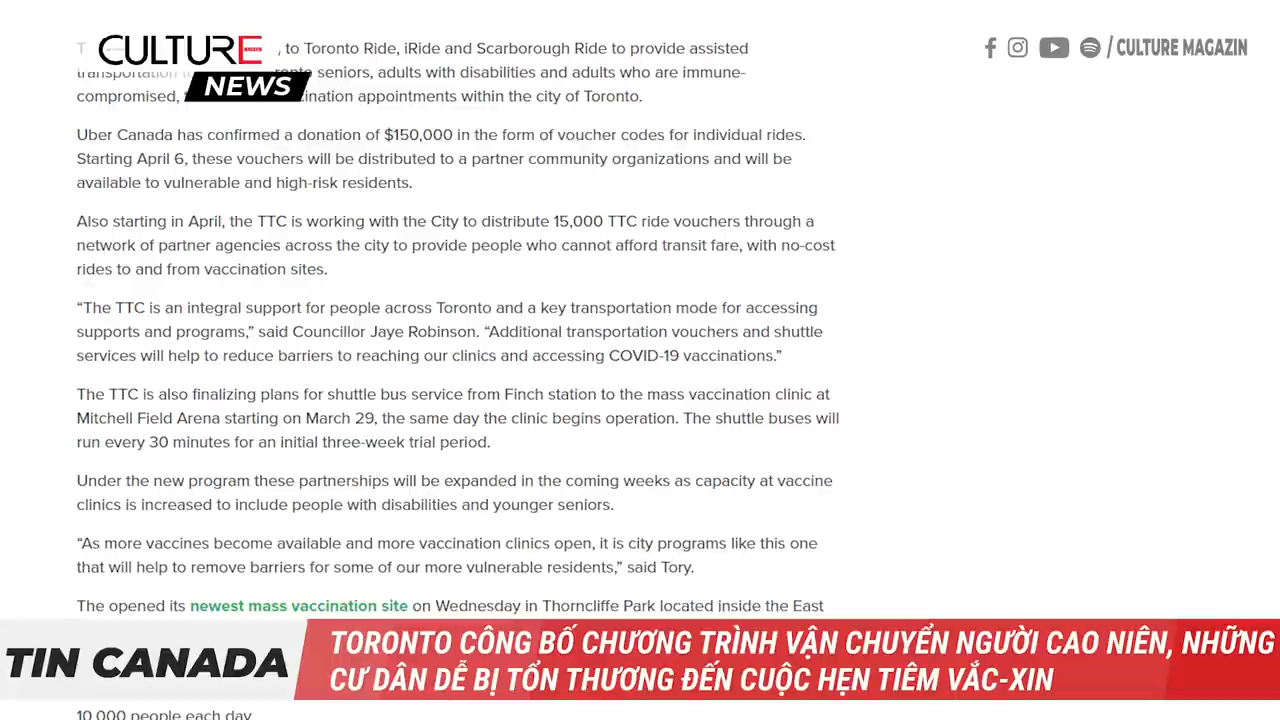 CULTURE
NEWS
/ CULTURE MAGAZIN
, to Toronto Ride, iRide and Scarborough Ride to provide assisted
transportation seniors, adults with disabilities and adults who are immune-
compromised, appointments within the city of Toronto.
Uber Canada has confirmed a donation of $150,000 in the form of voucher codes for individual rides.
Starting April 6, these vouchers will be distributed to a partner community organizations and will be
available to vulnerable and high-risk residents.
Also starting in April, the TTC is working with the City to distribute 15,000 TTC ride vouchers through a
network of partner agencies across the city to provide people who cannot afford transit fare, with no-cost
rides to and from vaccination sites.
“The TTC is an integral support for people across Toronto and a key transportation mode for accessing
supports and programs,” said Councillor Jaye Robinson. “Additional transportation vouchers and shuttle
services will help to reduce barriers to reaching our clinics and accessing COVID-19 vaccinations.”
The TTC is also finalizing plans for shuttle bus service from Finch station to the mass vaccination clinic at
Mitchell Field Arena starting on March 29, the same day the clinic begins operation. The shuttle buses will
run every 30 minutes for an initial three-week trial period.
Under the new program these partnerships will be expanded in the coming weeks as capacity at vaccine
clinics is increased to include people with disabilities and younger seniors.
“As more vaccines become available and more vaccination clinics open, it is city programs like this one
that will help to remove barriers for some of our more vulnerable residents,” said Tory.
The opened its newest mass vaccination site on Wednesday in Thorncliffe Park located inside the East
TIN CANADA
TORONTO CÔNG BỐ CHƯƠNG TRÌNH VẬN CHUYỂN NGƯỜI CAO NIÊN, NHỮNG
CƯ DÂN DỄ BỊ TỔN THƯƠNG ĐẾN CUỘC HẸN TIÊM VẮC-XIN
10,000 people each day